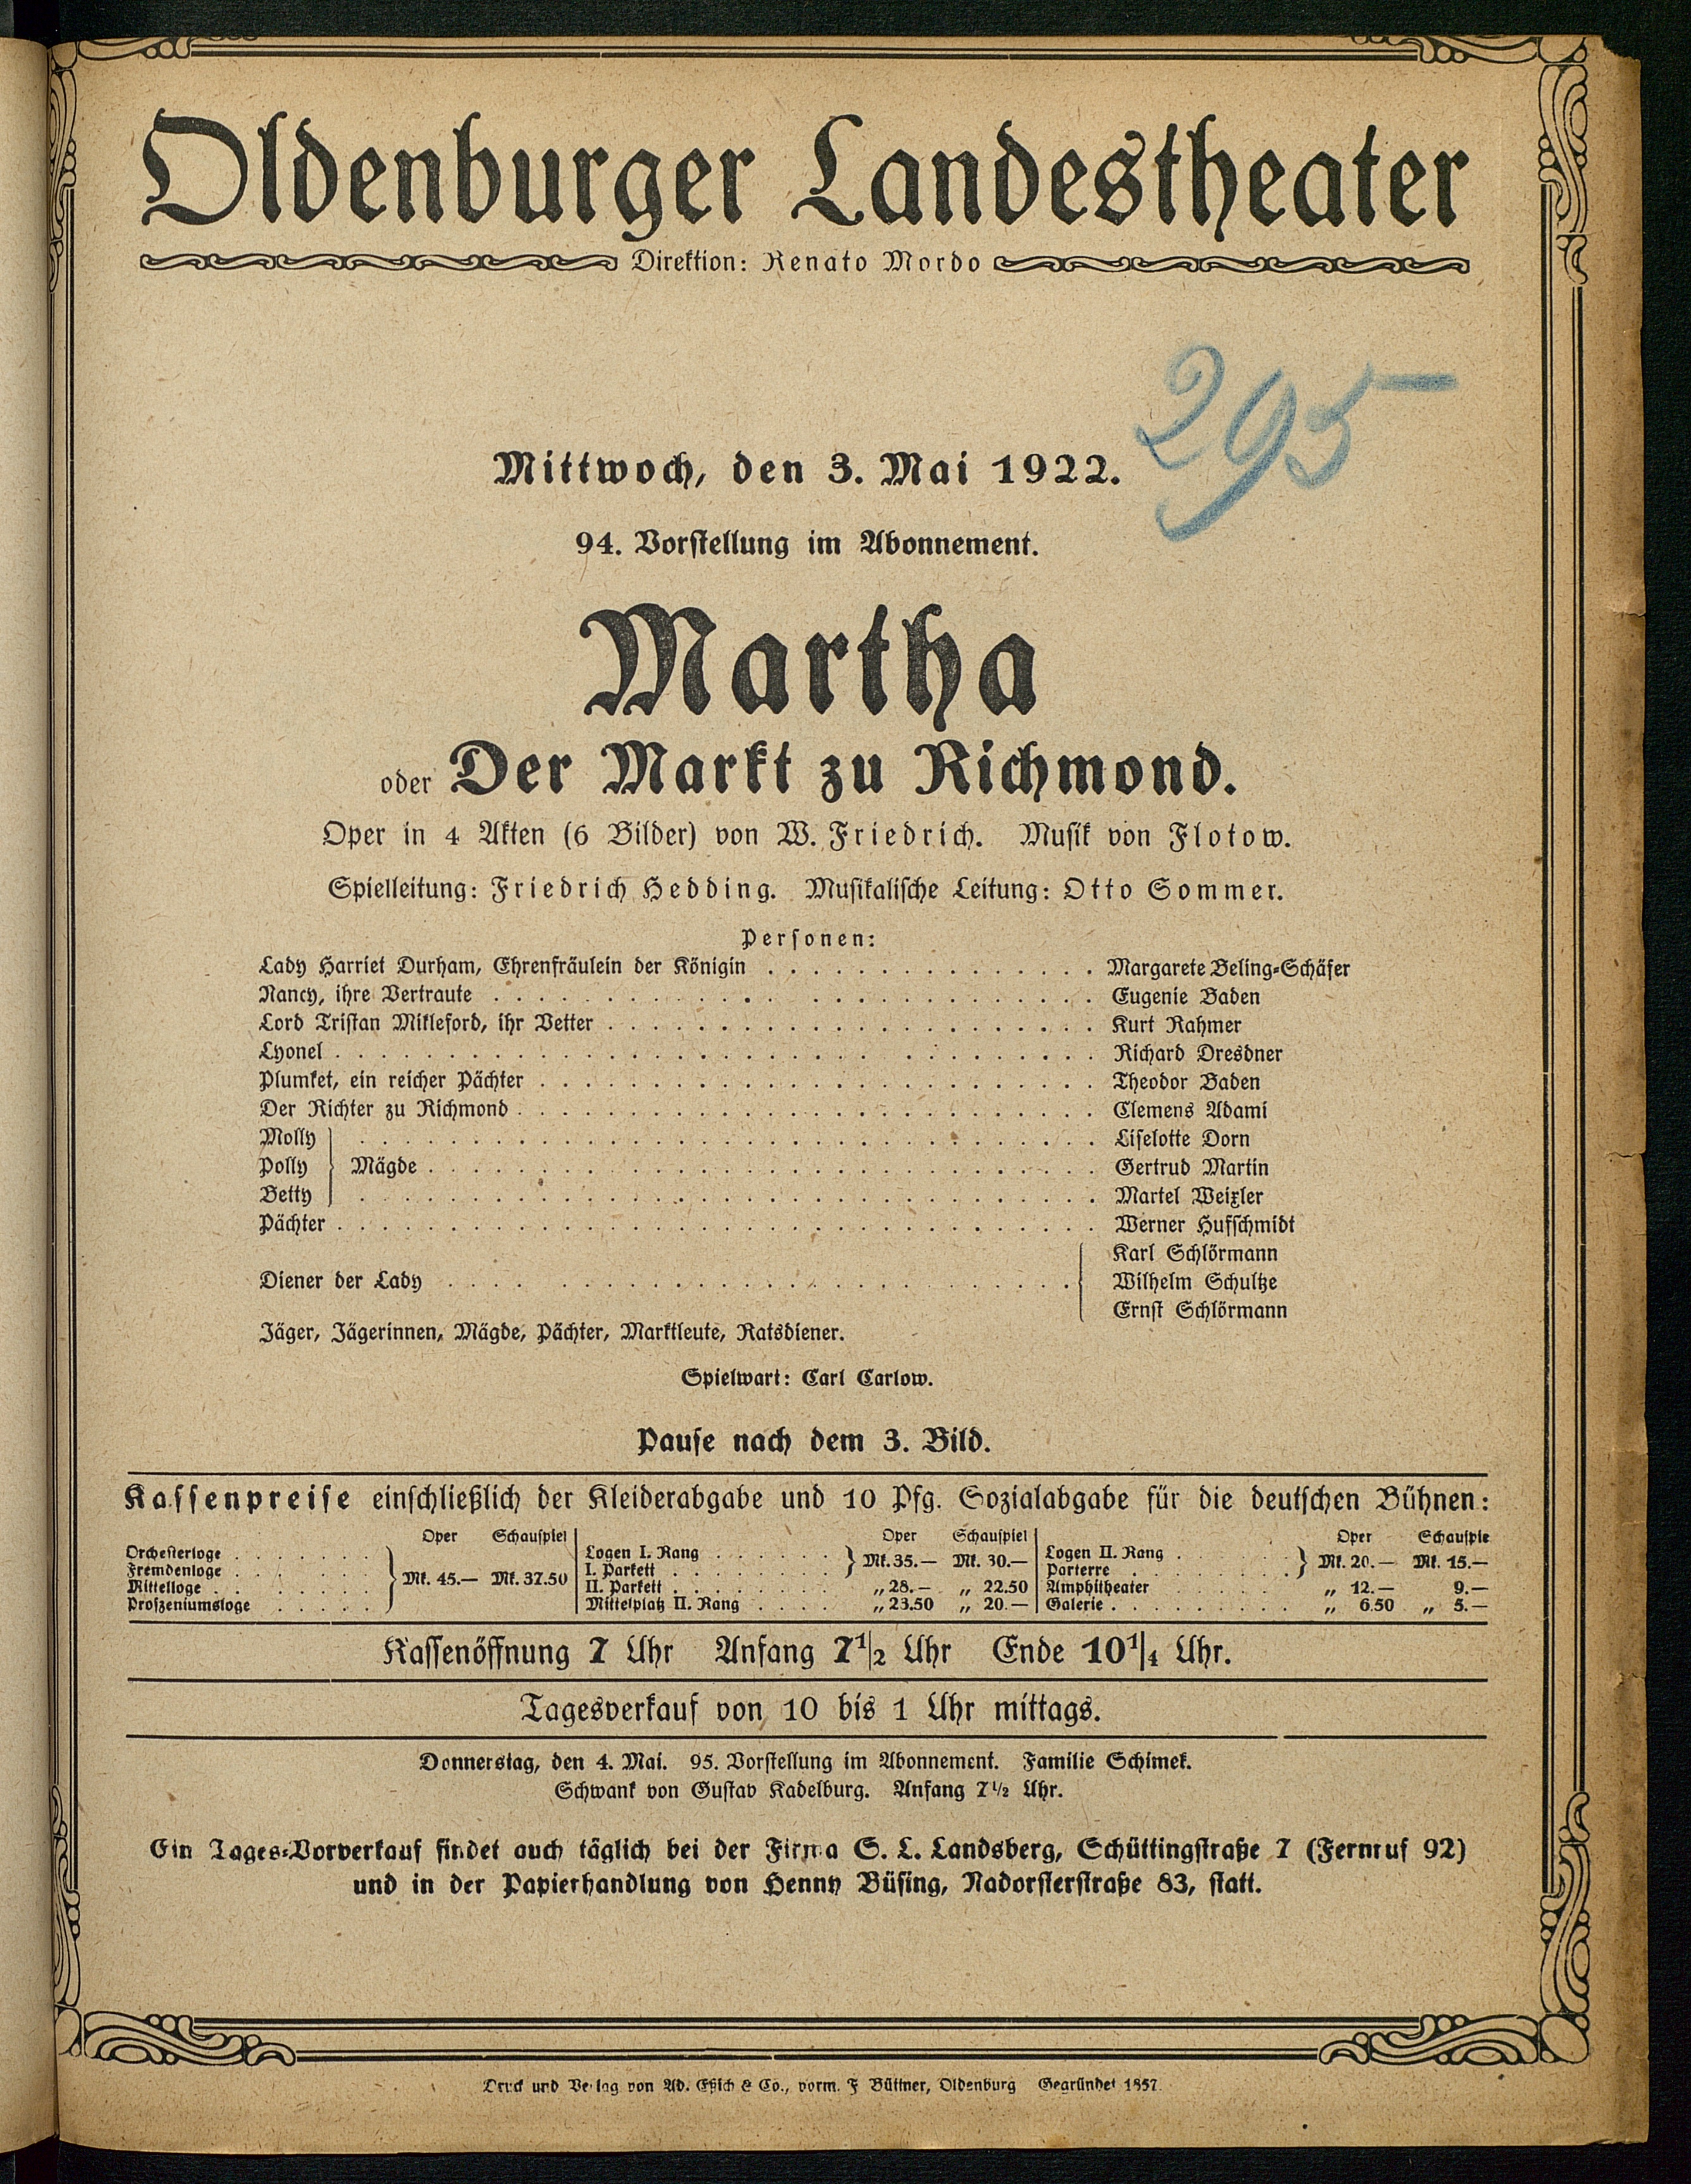 Oldenburger Landestheater
Direktion: Renato Mordo
295
Mittwoch, den 3. Mai 1922.
94. Vorstellung im Abonnement.
Martha
oder Der Markt zu Richmond.
Oper in 4 Akten (6 Bilder) von W. Friedrich. Musik von Flotow.
Spielleitung: Friedrich Hedding. Musikalische Leitung: Otto Sommer.
Personen:
Lady Harriet Durham, Ehrenfräulein der Königin . . . . . Margarete Beling-Schäfer
Nancy, ihre Vertraute . . . . . Eugenie Baden
Lord Tristan Mikleford, ihr Vetter . . . . . Kurt Rahmer
Lyonel . . . . . Richard Dresdner
Plumket, ein reicher Pächter . . . . . Theodor Baden
Der Richter zu Richmond . . . . . Clemens Adami
Molly . . . . . Liselotte Dorn
Polly } Mägde . . . . . Gertrud Martin
Betty . . . . . Martel Weixler
Pächter . . . . . Werner Hufschmidt
Karl Schlörmann
Diener der Lady . . . . . { Wilhelm Schultze
Ernst Schlörmann
Jäger, Jägerinnen, Mägde, Pächter, Marktleute, Ratsdiener.
Spielwart: Carl Carlow.
Pause nach dem 3. Bild.
Kassenpreise einschließlich der Kleiderabgabe und 10 Pfg. Sozialabgabe für die deutschen Bühnen:
Oper Schauspiel
Orchesterloge
Fremdenloge
Mittelloge
Proszeniumsloge
} Mk. 45.— Mk. 37.50
Oper Schauspiel
Logen I. Rang
I. Parkett
} Mk. 35.— Mk. 30.—
II. Parkett . . . „ 28.— „ 22.50
Mittelplatz II. Rang . . . „ 23.50 „ 20.—
Oper Schauspie
Logen II. Rang
Parterre
} Mk. 20.— Mk. 15.—
Amphitheater . . . „ 12.— 9.—
Galerie . . . „ 6.50 „ 5.—
Kassenöffnung 7 Uhr Anfang 7 1/2 Uhr Ende 10 1/4 Uhr.
Tagesverkauf von 10 bis 1 Uhr mittags.
Donnerstag, den 4. Mai. 95. Vorstellung im Abonnement. Familie Schimek.
Schwank von Gustav Kadelburg. Anfang 7 1/2 Uhr.
Ein Tages-Vorverkauf findet auch täglich bei der Firma S. L. Landsberg, Schüttingstraße 7 (Fernruf 92)
und in der Papierhandlung von Henny Büsing, Nadorsterstraße 83, statt.
Druck und Verlag von Ad. Eßich & Co., vorm. F Büttner, Oldenburg Gegründet 1857.